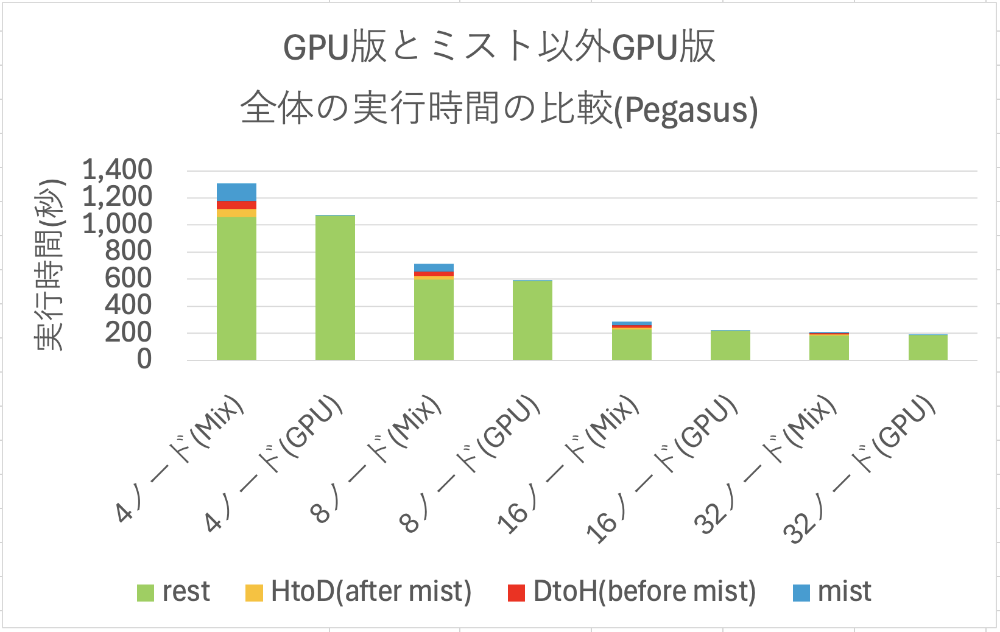 GPU版とミスト以外GPU版
全体の実行時間の比較(Pegasus)
実行時間(秒)
1,400
1,200
1,000
800
600
400
200
0
4ノード(Mix)
4ノード(GPU)
8ノード(Mix)
8ノード(GPU)
16ノード(Mix)
16ノード(GPU)
32ノード(Mix)
32ノード(GPU)
rest
HtoD(after mist)
DtoH(before mist)
mist